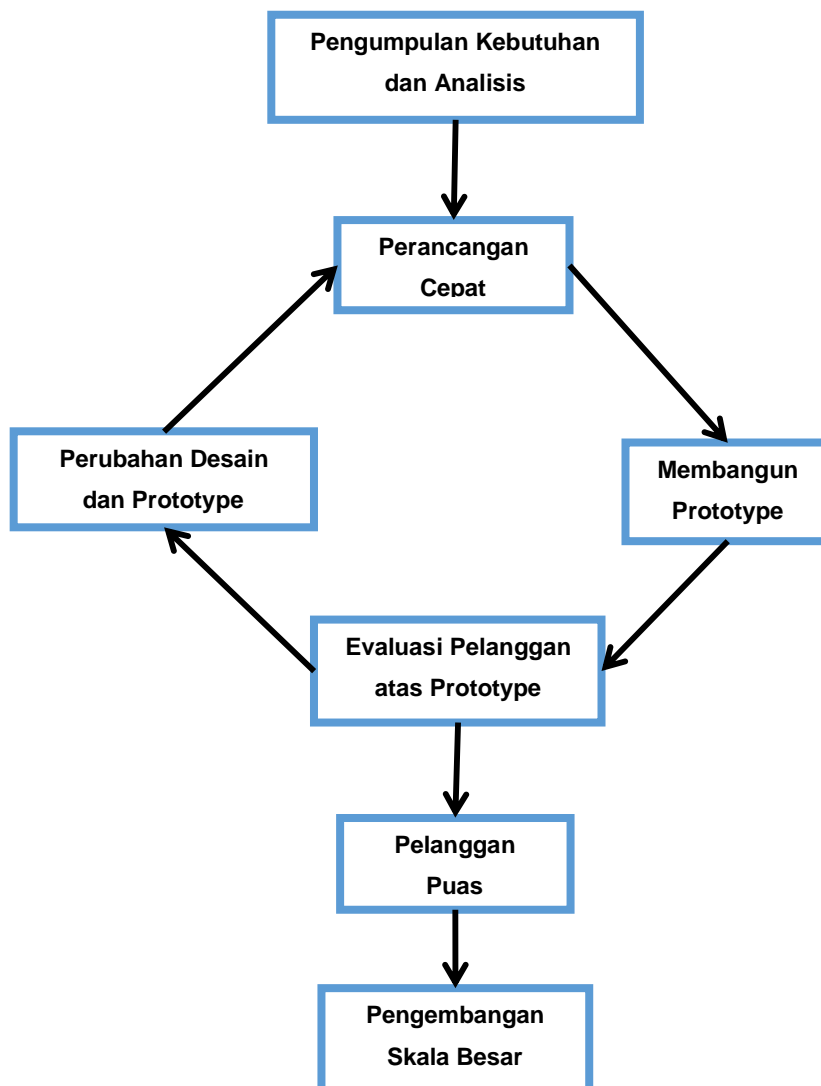 Pengumpulan Kebutuhan
dan Analisis
Perancangan
Cepat
Perubahan Desain
dan Prototype
Membangun
Prototype
Evaluasi Pelanggan
atas Prototype
Pelanggan
Puas
Pengembangan
Skala Besar